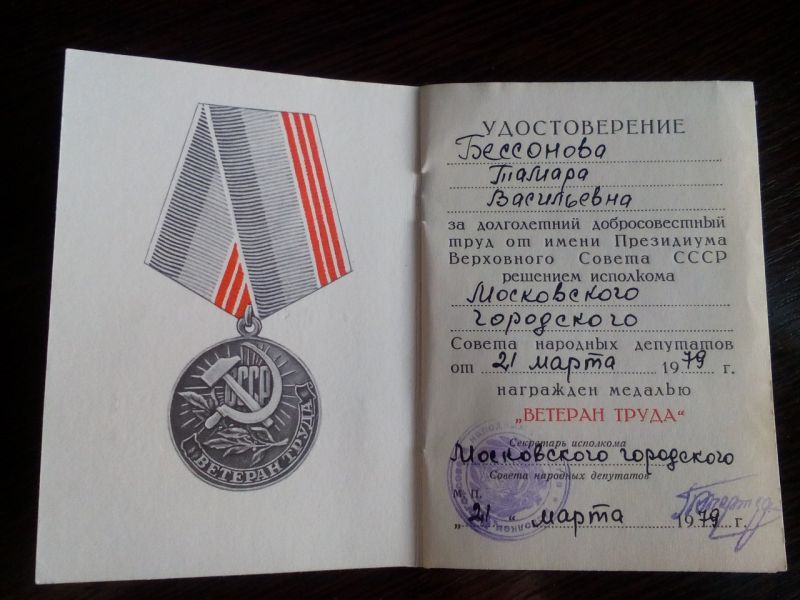 СССР
ВЕТЕРАН ТРУДА
УДОСТОВЕРЕНИЕ
Бессонова
Тамара
Васильевна
за долголетний добросовестный
труд от имени Президиума
Верховного Совета СССР
решением исполкома
Московского
городского
Совета народных депутатов
от 21 марта 1979 г.
награжден медалью
„ВЕТЕРАН ТРУДА“
Секретарь исполкома
Московского городского
Совета народных депутатов
М. П.
„21“ марта 1979 г.